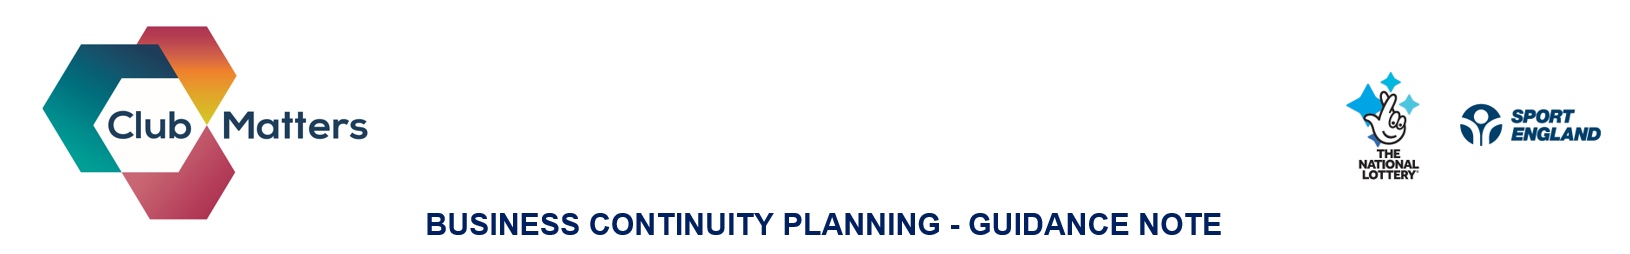 Club Matters
THE
NATIONAL
LOTTERY®
SPORT
ENGLAND
BUSINESS CONTINUITY PLANNING - GUIDANCE NOTE